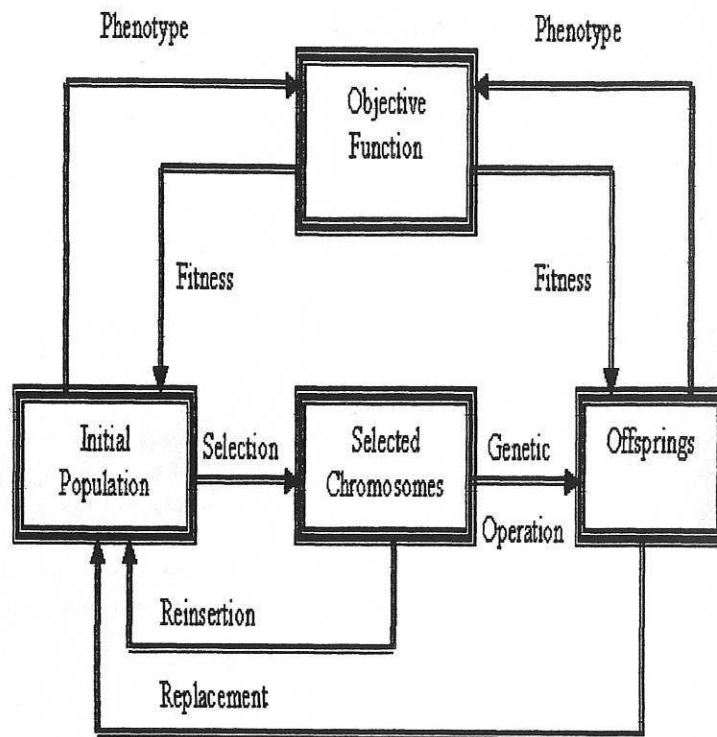 Phenotype
Phenotype
Objective
Function
Fitness
Fitness
Initial
Population
Selection
Selected
Chromosomes
Genetic
Operation
Offsprings
Reinsertion
Replacement